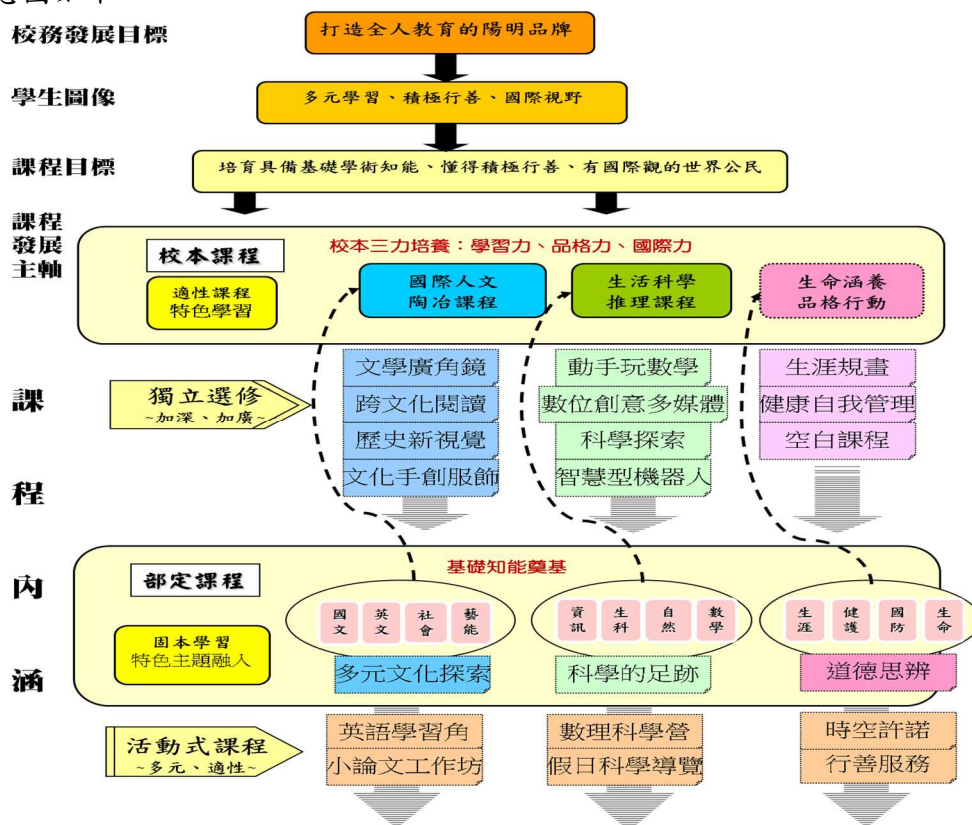 校務發展目標
打造全人教育的陽明品牌
學生圖像
多元學習、積極行善、國際視野
課程目標
培育具備基礎學術知能、懂得積極行善、有國際觀的世界公民
課程
發展
主軸
校本課程
校本三力培養：學習力、品格力、國際力
適性課程
特色學習
國際人文
陶冶課程
生活科學
推理課程
生命涵養
品格行動
課
程
內
涵
獨立選修
~加深、加廣~
文學廣角鏡
跨文化閱讀
歷史新視覺
文化手創服飾
動手玩數學
數位創意多媒體
科學探索
智慧型機器人
生涯規畫
健康自我管理
空白課程
部定課程
基礎知能奠基
固本學習
特色主題融入
國文
英文
社會
藝能
資訊
生科
自然
數學
生涯
健護
國防
生命
多元文化探索
科學的足跡
道德思辨
活動式課程
~多元、適性~
英語學習角
小論文工作坊
數理科學營
假日科學導覽
時空許諾
行善服務